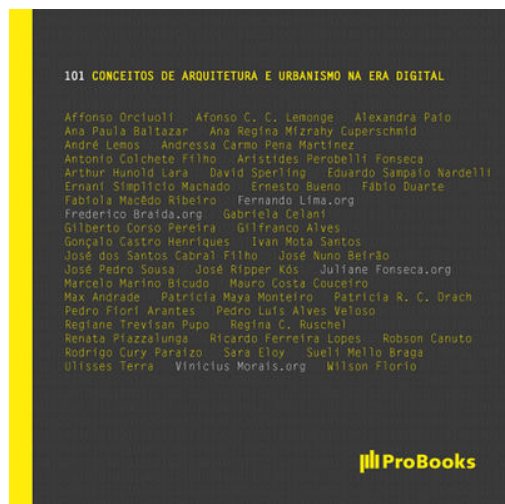 101 CONCEITOS DE ARQUITETURA E URBANISMO NA ERA DIGITAL
Affonso Orciuoli Afonso C. C. Lemonge Alexandra Paio
Ana Paula Baltazar Ana Regina Mizrahy Cuperschmid
André Lemos Andressa Carmo Pena Martinez
Antonio Colchete Filho Aristides Perobelli Fonseca
Arthur Hunold Lara David Sperling Eduardo Sampaio Nardelli
Ernani Simplício Machado Ernesto Bueno Fábio Duarte
Fabíola Macêdo Ribeiro Fernando Lima.org
Frederico Braida.org Gabriela Celani
Gilberto Corso Pereira Gilfranco Alves
Gonçalo Castro Henriques Ivan Mota Santos
José dos Santos Cabral Filho José Nuno Beirão
José Pedro Sousa José Ripper Kós Juliane Fonseca.org
Marcelo Marino Bicudo Mauro Costa Couceiro
Max Andrade Patrícia Maya Monteiro Patricia R. C. Drach
Pedro Fiori Arantes Pedro Luís Alves Veloso
Regiane Trevisan Pupo Regina C. Ruschel
Renata Piazzalunga Ricardo Ferreira Lopes Robson Canuto
Rodrigo Cury Paraizo Sara Eloy Sueli Mello Braga
Ulisses Terra Vinicius Morais.org Wilson Florio
ProBooks